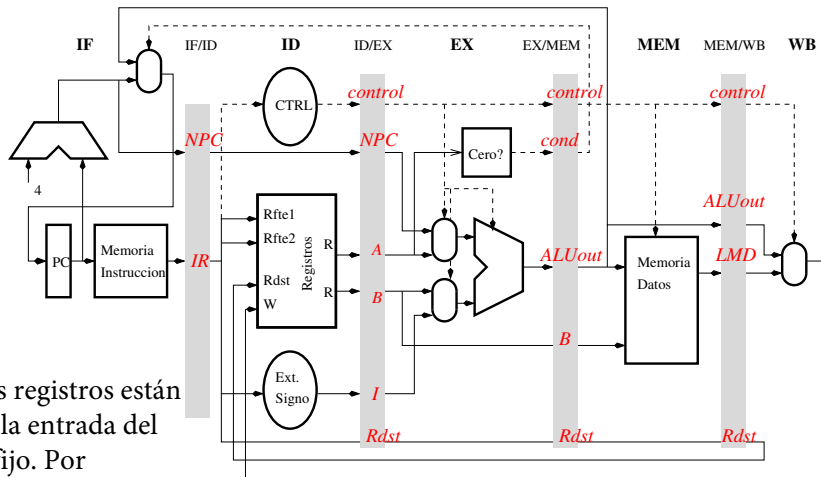 IF IF/ID ID ID/EX EX EX/MEM MEM MEM/WB WB
CTRL control control control
NPC NPC Cero? cond
4
PC
Memoria
Instruccion
IR
Rfte1
Rfte2
Rdst
W
Registros
R
R
A
B
ALUout
ALUout
LMD
Memoria
Datos
B
Ext.
Signo
I
Rdst Rdst Rdst
s registros están
la entrada del
fijo. Por